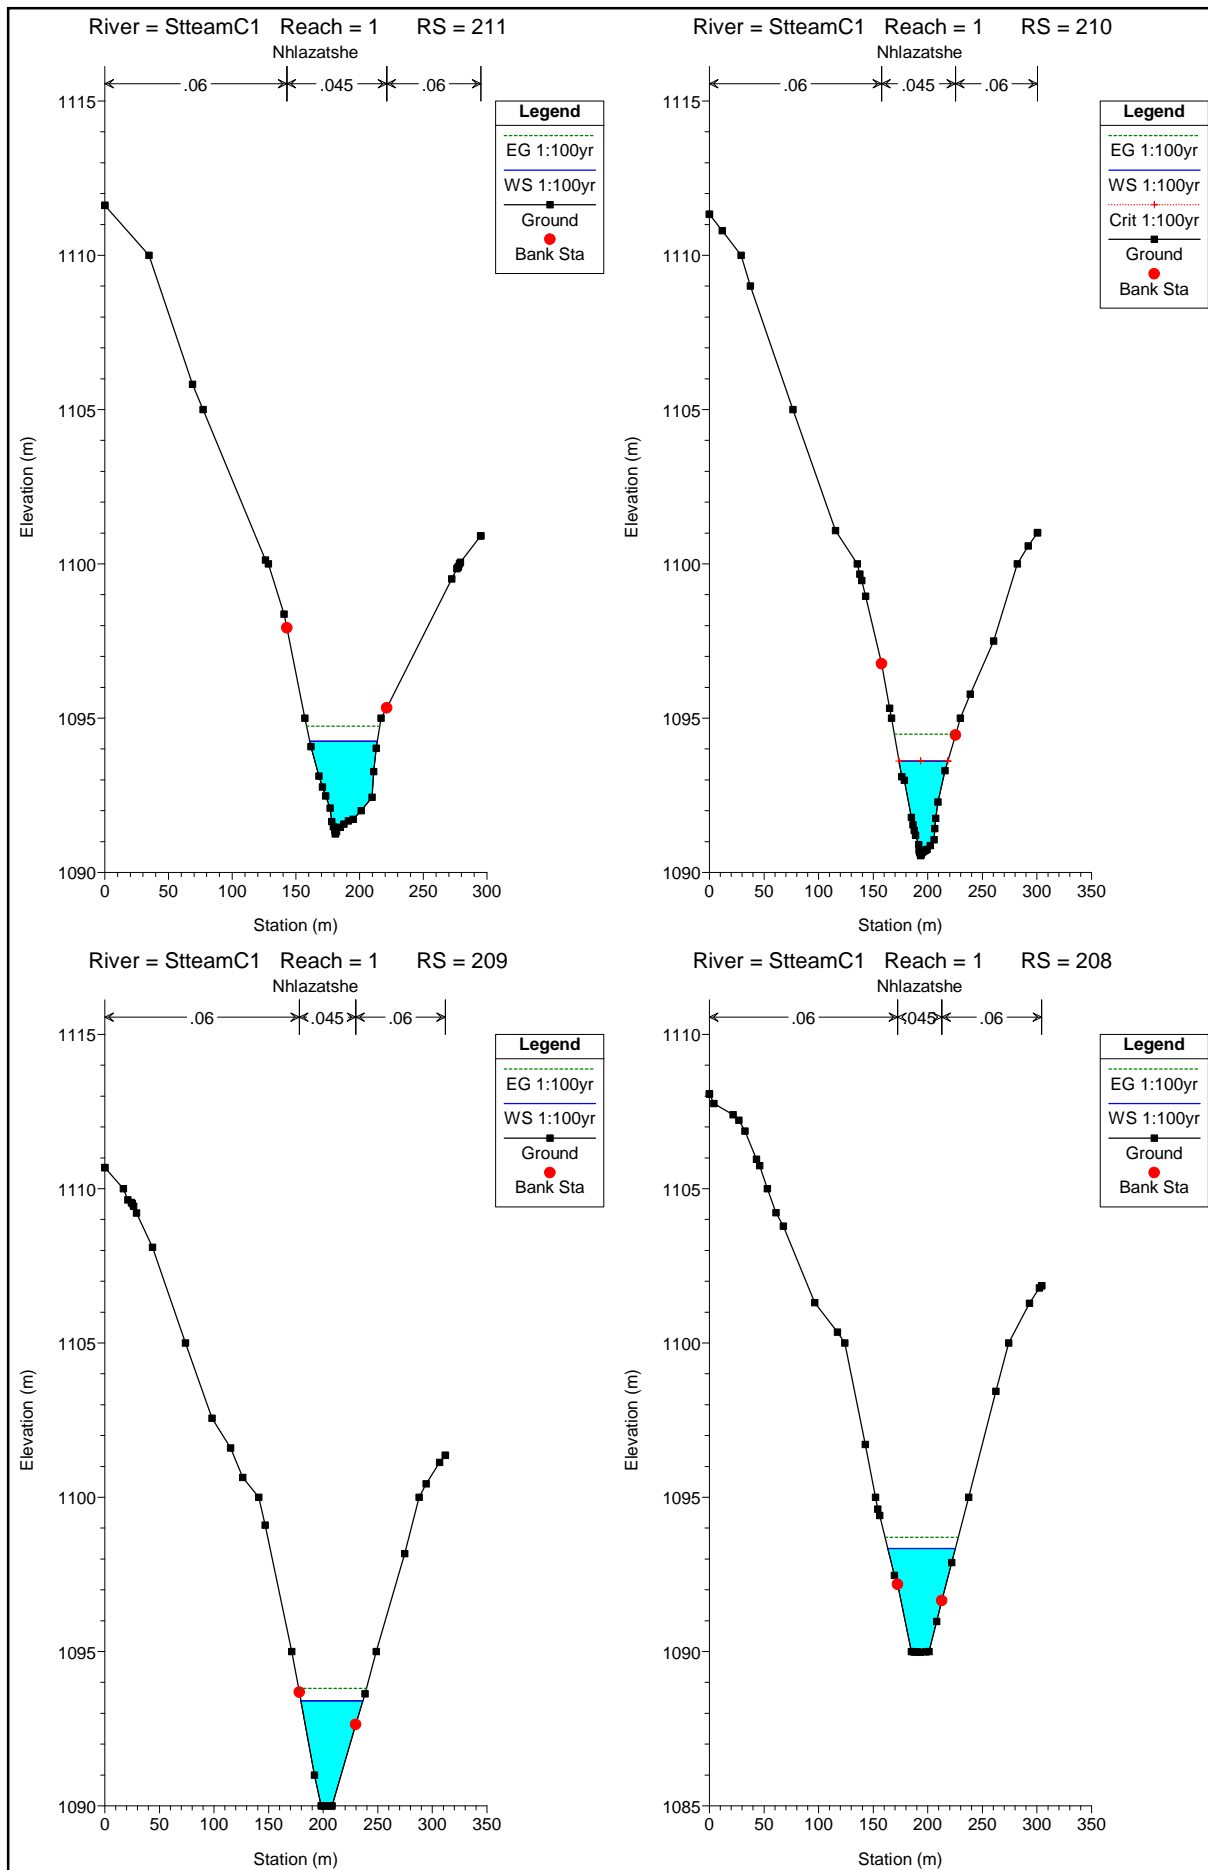 River = StteamC1 Reach = 1 RS = 211
Nhlazatshe
.06 .045 .06
Legend
EG 1:100yr
WS 1:100yr
Ground
Bank Sta
1115
1110
1105
1100
1095
1090
Elevation (m)
0 50 100 150 200 250 300
Station (m)
River = StteamC1 Reach = 1 RS = 210
Nhlazatshe
.06 .045 .06
Legend
EG 1:100yr
WS 1:100yr
Crit 1:100yr
Ground
Bank Sta
1115
1110
1105
1100
1095
1090
Elevation (m)
0 50 100 150 200 250 300 350
Station (m)
River = StteamC1 Reach = 1 RS = 209
Nhlazatshe
.06 .045 .06
Legend
EG 1:100yr
WS 1:100yr
Ground
Bank Sta
1115
1110
1105
1100
1095
1090
Elevation (m)
0 50 100 150 200 250 300 350
Station (m)
River = StteamC1 Reach = 1 RS = 208
Nhlazatshe
.06 .045 .06
Legend
EG 1:100yr
WS 1:100yr
Ground
Bank Sta
1110
1105
1100
1095
1090
1085
Elevation (m)
0 50 100 150 200 250 300 350
Station (m)